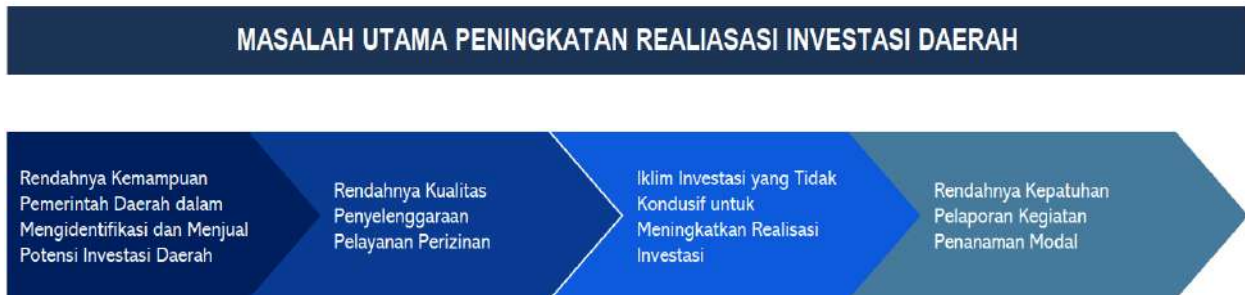 MASALAH UTAMA PENINGKATAN REALIASASI INVESTASI DAERAH
Rendahnya Kemampuan
Pemerintah Daerah dalam
Mengidentifikasi dan Menjual
Potensi Investasi Daerah
Rendahnya Kualitas
Penyelenggaraan
Pelayanan Perizinan
Iklim Investasi yang Tidak
Kondusif untuk
Meningkatkan Realisasi
Investasi
Rendahnya Kepatuhan
Pelaporan Kegiatan
Penanaman Modal